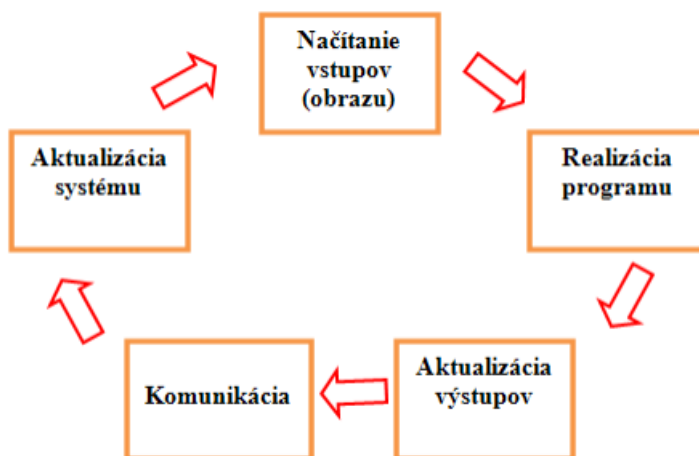 Načítanie
vstupov
(obrazu)
Realizácia
programu
Aktualizácia
výstupov
Komunikácia
Aktualizácia
systému